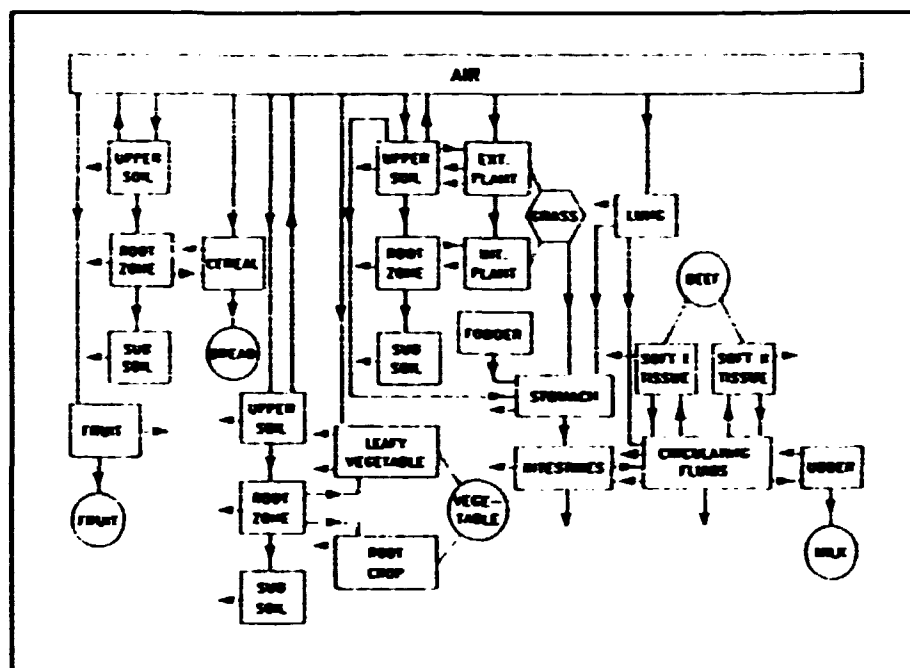 AIR
UPPER
SOIL
ROOT
ZONE
SUB
SOIL
CEREAL
BREAD
FRUIT
FRUIT
UPPER
SOIL
ROOT
ZONE
SUB
SOIL
LEAFY
VEGETABLE
ROOT
CROP
VEGE-
TABLE
UPPER
SOIL
ROOT
ZONE
SUB
SOIL
EXT.
PLANT
INT.
PLANT
GRASS
FODDER
STOMACH
INTESTINES
LUNG
BEEF
SOFT I
TISSUE
SOFT II
TISSUE
CIRCULATING
FLUIDS
UDDER
MILK